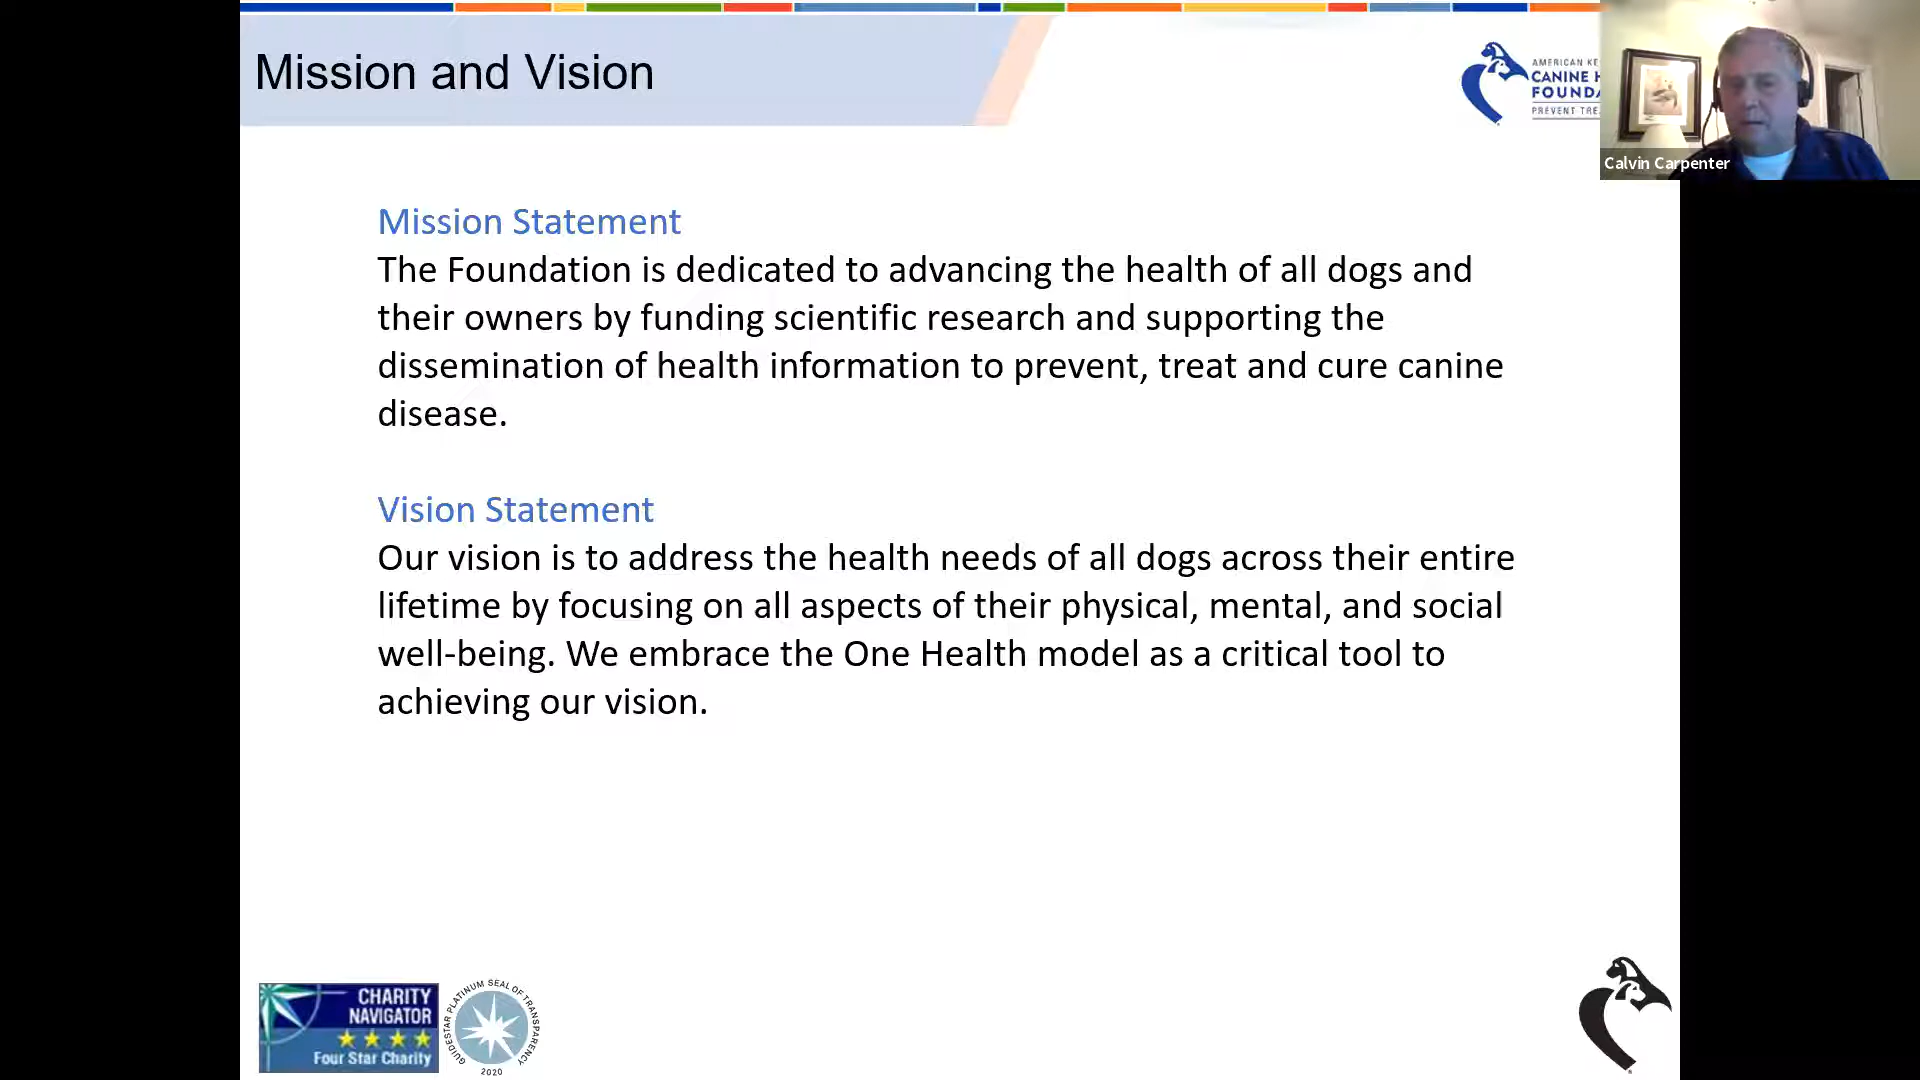 Mission and Vision
AMERICAN KE
CANINE H
FOUNDA
PREVENT TRE
Calvin Carpenter
Mission Statement
The Foundation is dedicated to advancing the health of all dogs and
their owners by funding scientific research and supporting the
dissemination of health information to prevent, treat and cure canine
disease.
Vision Statement
Our vision is to address the health needs of all dogs across their entire
lifetime by focusing on all aspects of their physical, mental, and social
well-being. We embrace the One Health model as a critical tool to
achieving our vision.
CHARITY
NAVIGATOR
Four Star Charity
GUIDESTAR PLATINUM SEAL OF TRANSPARENCY
2020